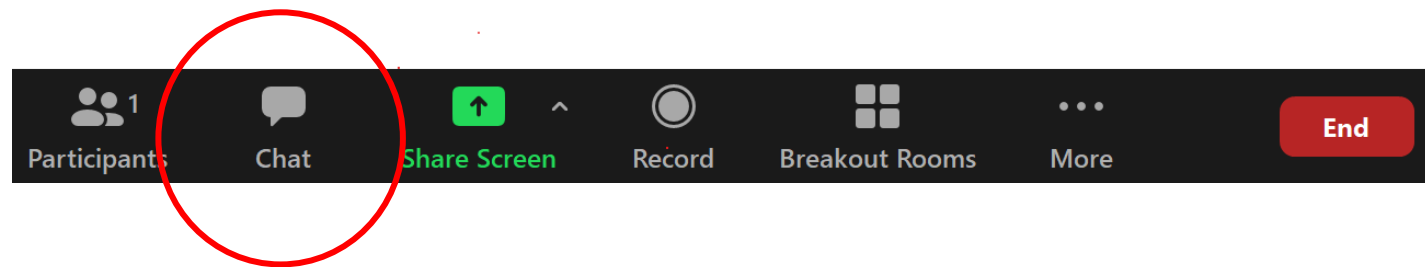 1
Participants
Chat
Share Screen
Record
Breakout Rooms
More
End